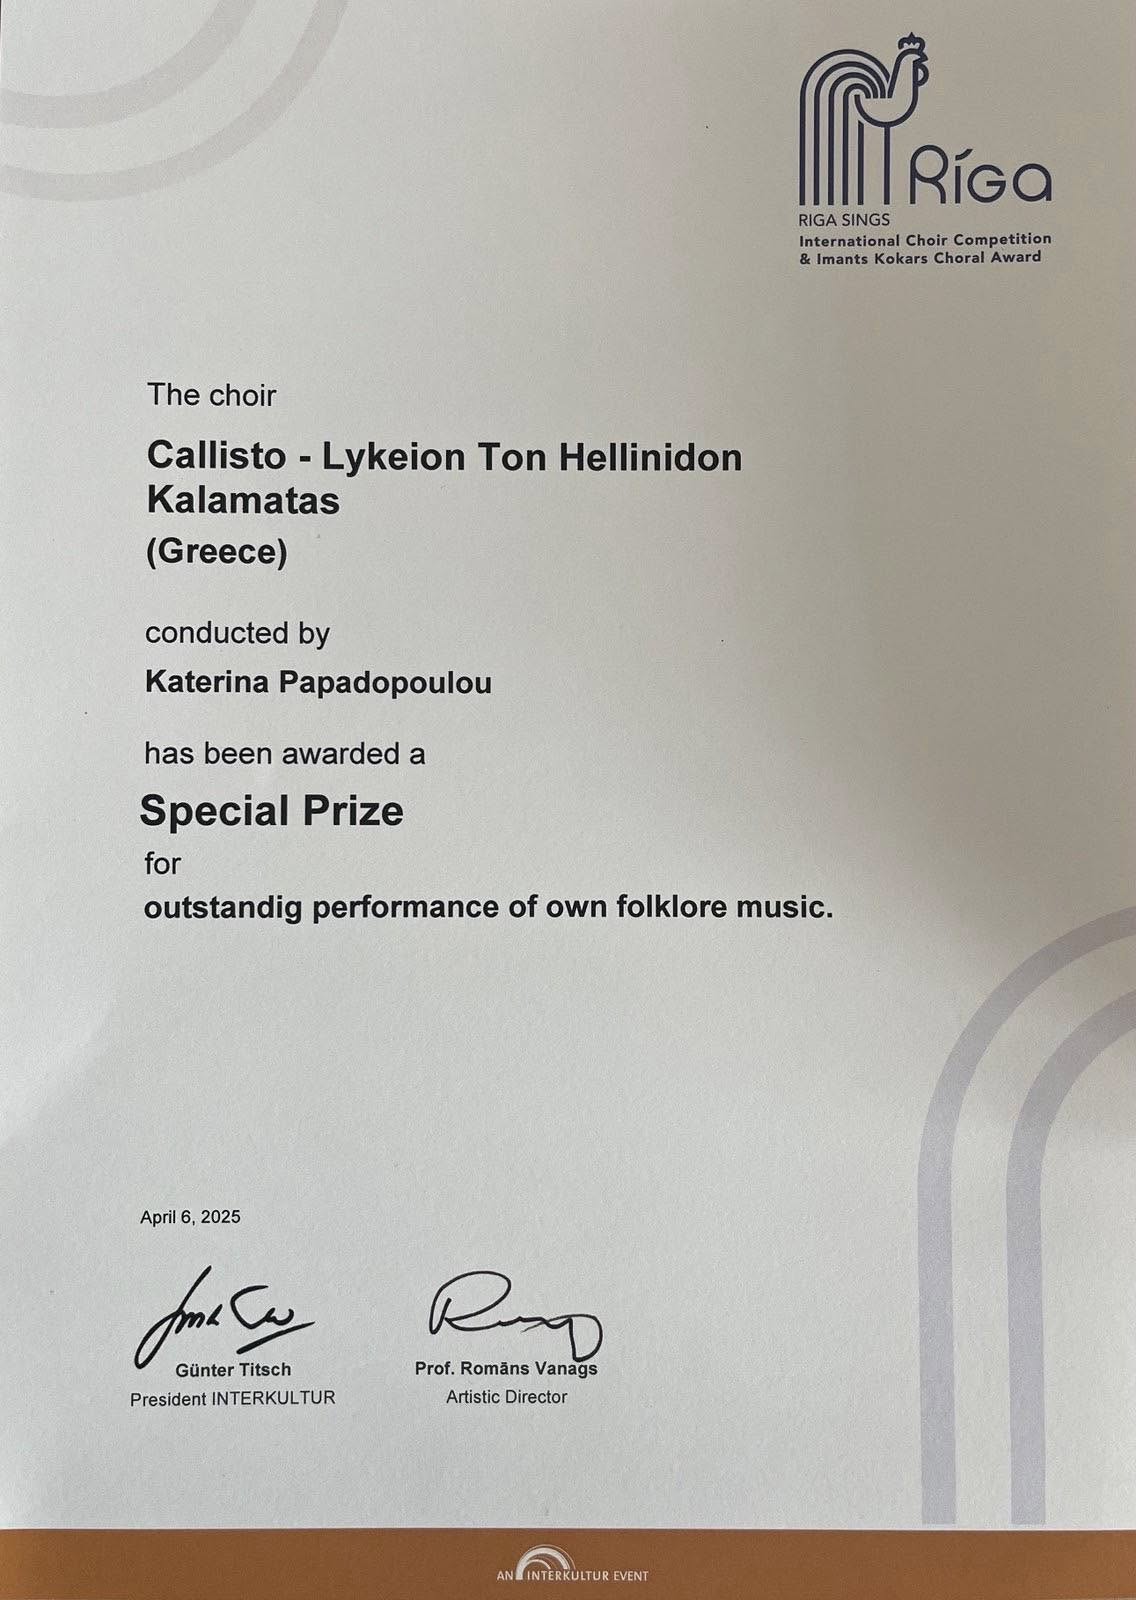 Ríga
RIGA SINGS
International Choir Competition
& Imants Kokars Choral Award
The choir
Callisto - Lykeion Ton Hellinidon
Kalamatas
(Greece)
conducted by
Katerina Papadopoulou
has been awarded a
Special Prize
for
outstandig performance of own folklore music.
April 6, 2025
Günter Titsch
President INTERKULTUR
Prof. Romāns Vanags
Artistic Director
AN INTERKULTUR EVENT